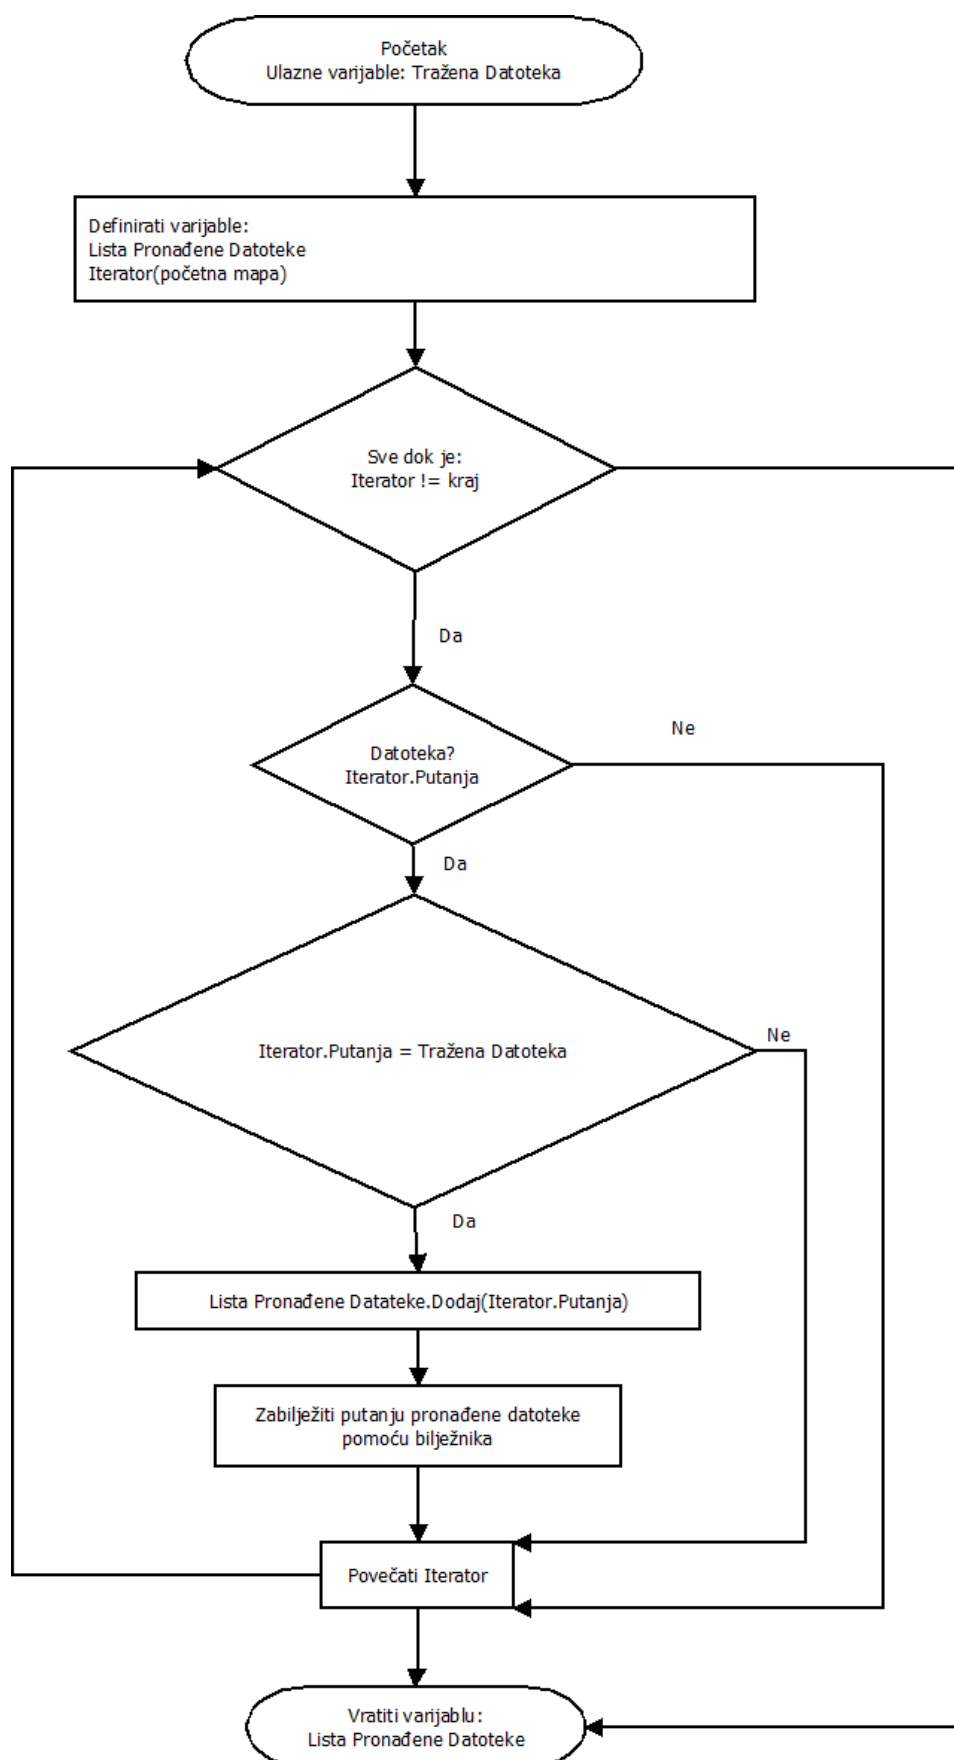 Početak
Ulazne varijable: Tražena Datoteka
Definirati varijable:
Lista Pronađene Datoteke
Iterator(početna mapa)
Sve dok je:
Iterator != kraj
Da
Ne
Datoteka?
Iterator.Putanja
Da
Ne
Iterator.Putanja = Tražena Datoteka
Da
Lista Pronađene Datateke.Dodaj(Iterator.Putanja)
Zabilježiti putanju pronađene datoteke
pomoću bilježnika
Povečati Iterator
Vratiti varijablu:
Lista Pronađene Datoteke